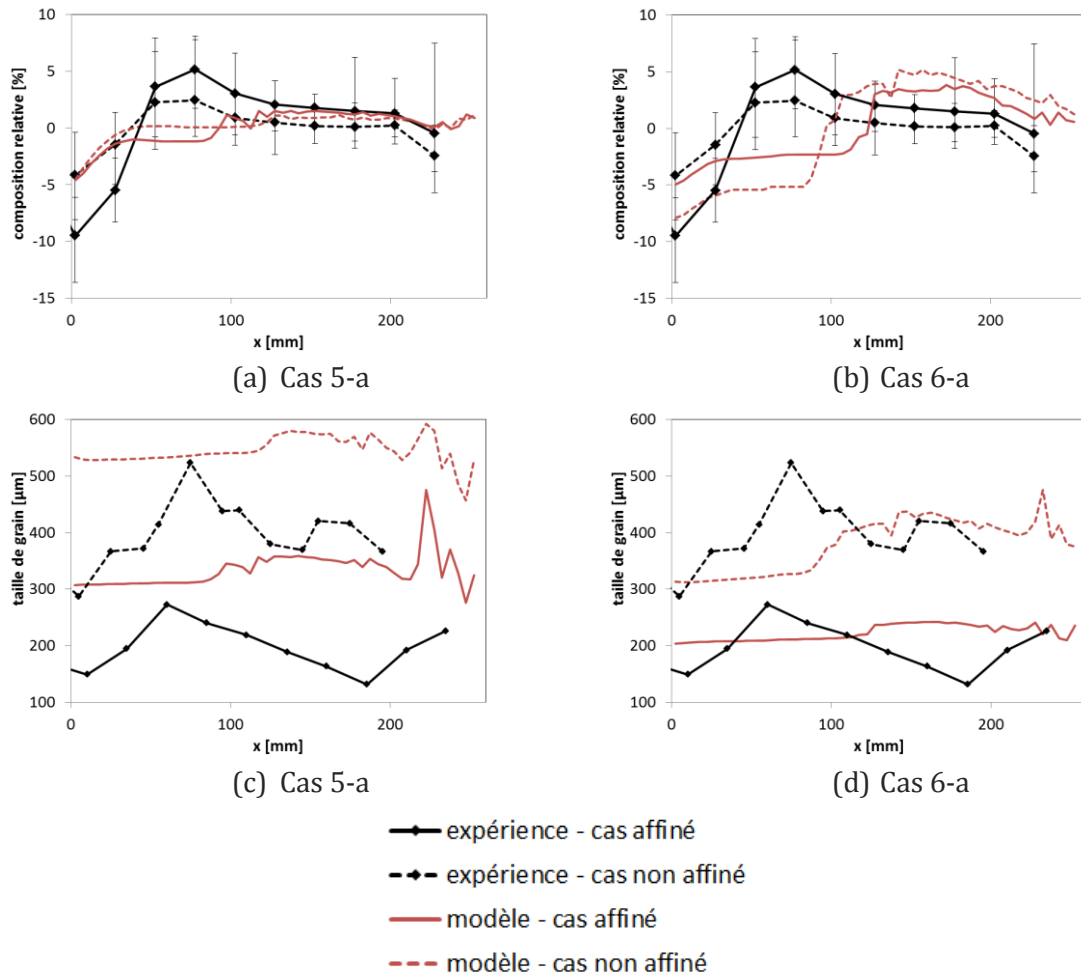 composition relative [%]
10
5
0
-5
-10
-15
0
100
200
x [mm]
(a) Cas 5-a
composition relative [%]
10
5
0
-5
-10
-15
0
100
200
x [mm]
(b) Cas 6-a
taille de grain [µm]
600
500
400
300
200
100
0
100
200
x [mm]
(c) Cas 5-a
taille de grain [µm]
600
500
400
300
200
100
0
100
200
x [mm]
(d) Cas 6-a
expérience - cas affiné
expérience - cas non affiné
modèle - cas affiné
modèle - cas non affiné